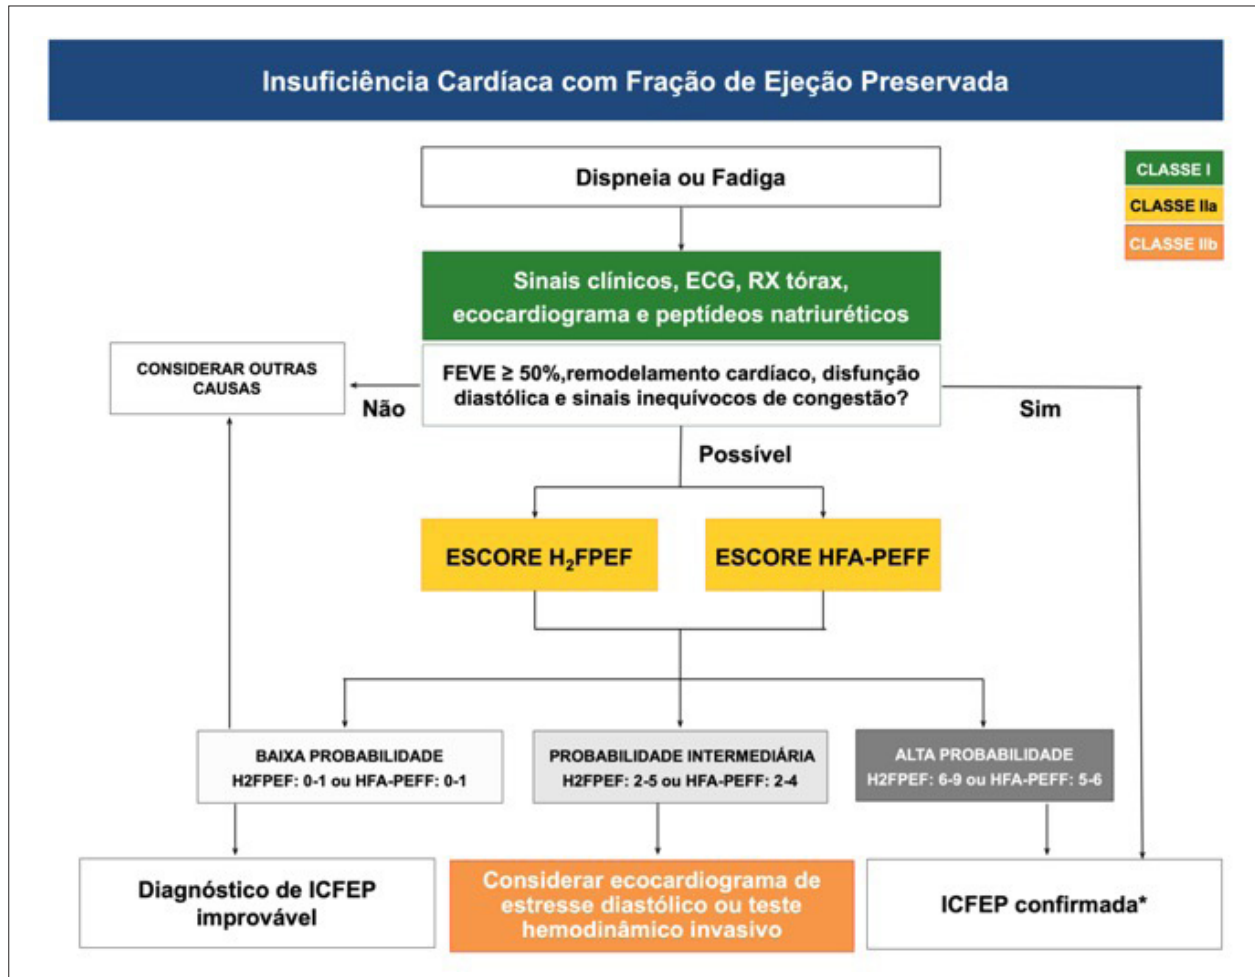 Insuficiência Cardíaca com Fração de Ejeção Preservada
Dispneia ou Fadiga
CLASSE I
CLASSE IIa
CLASSE IIb
Sinais clínicos, ECG, RX tórax,
ecocardiograma e peptídeos natriuréticos
CONSIDERAR OUTRAS
CAUSAS
FEVE ≥ 50%,remodelamento cardíaco, disfunção
diastólica e sinais inequívocos de congestão?
Não
Sim
Possível
ESCORE H₂FPEF
ESCORE HFA-PEFF
BAIXA PROBABILIDADE
H2FPEF: 0-1 ou HFA-PEFF: 0-1
PROBABILIDADE INTERMEDIÁRIA
H2FPEF: 2-5 ou HFA-PEFF: 2-4
ALTA PROBABILIDADE
H2FPEF: 6-9 ou HFA-PEFF: 5-6
Diagnóstico de ICFEP
improvável
Considerar ecocardiograma de
estresse diastólico ou teste
hemodinâmico invasivo
ICFEP confirmada*